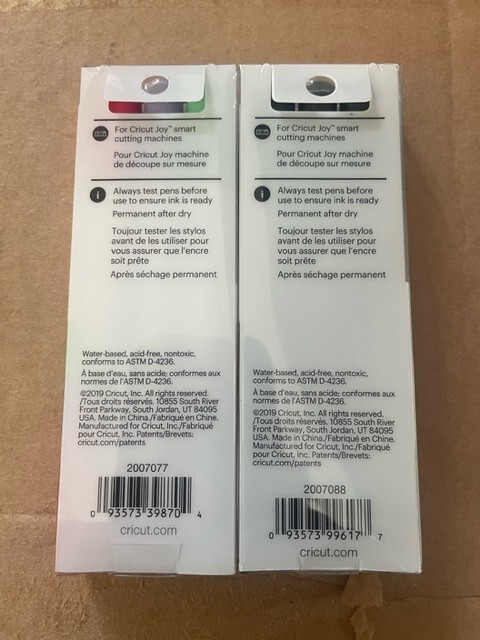 For Cricut Joy™ smart
cutting machines
Pour Cricut Joy machine
de découpe sur mesure
Always test pens before
use to ensure ink is ready
Permanent after dry
Toujour tester les stylos
avant de les utiliser pour
vous assurer que l'encre
soit prête
Après séchage permanent
Water-based, acid-free, nontoxic,
conforms to ASTM D-4236.
À base d'eau, sans acide; conformes aux
normes de l'ASTM D-4236.
©2019 Cricut, Inc. All rights reserved.
/Tous droits réservés. 10855 South River
Front Parkway, South Jordan, UT 84095
USA. Made in China./Fabriqué en Chine.
Manufactured for Cricut, Inc./Fabriqué
pour Cricut, Inc. Patents/Brevets:
cricut.com/patents
2007077
0 93573 39870 4
cricut.com
For Cricut Joy™ smart
cutting machines
Pour Cricut Joy machine
de découpe sur mesure
Always test pens before
use to ensure ink is ready
Permanent after dry
Toujour tester les stylos
avant de les utiliser pour
vous assurer que l'encre
soit prête
Après séchage permanent
Water-based, acid-free, nontoxic,
conforms to ASTM D-4236.
À base d'eau, sans acide; conformes aux
normes de l'ASTM D-4236.
©2019 Cricut, Inc. All rights reserved.
/Tous droits réservés. 10855 South River
Front Parkway, South Jordan, UT 84095
USA. Made in China./Fabriqué en Chine.
Manufactured for Cricut, Inc./Fabriqué
pour Cricut, Inc. Patents/Brevets:
cricut.com/patents
2007088
0 93573 99617 7
cricut.com